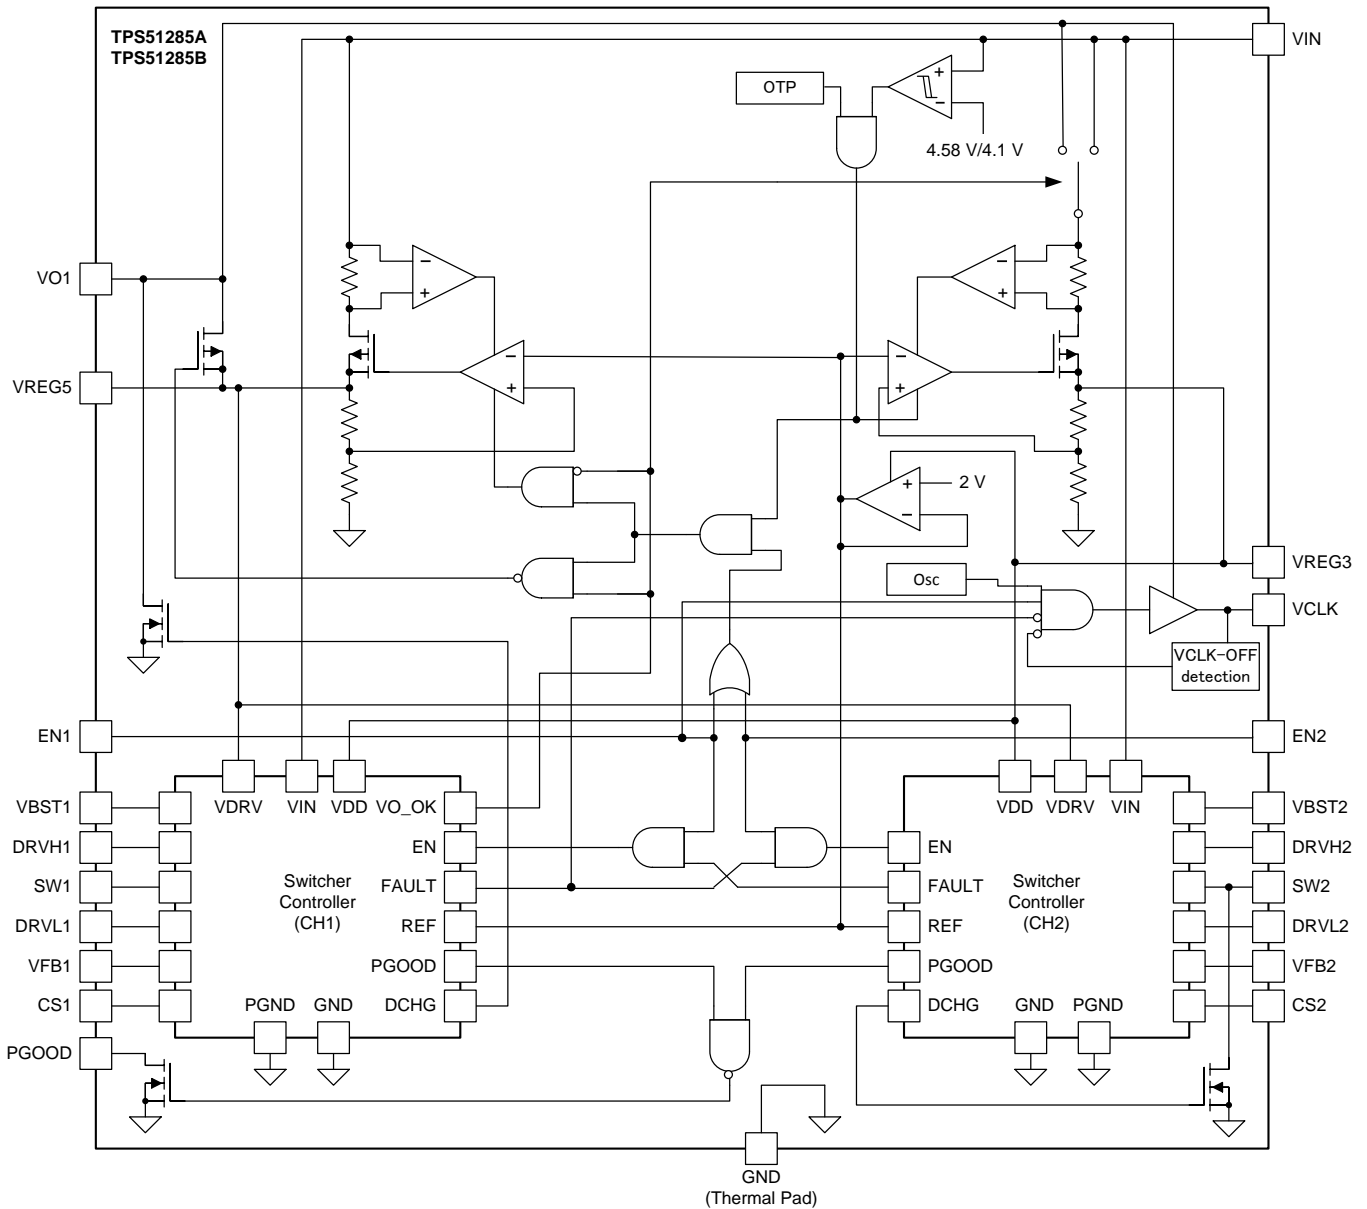 TPS51285A
TPS51285B
VIN
OTP
+
−
4.58 V/4.1 V
−
+
−
+
VO1
−
+
−
+
VREG5
+
−
2 V
VREG3
Osc
VCLK
VCLK-OFF
detection
EN1
EN2
VDRV
VIN
VDD
VO_OK
VDD
VDRV
VIN
VBST1
VBST2
DRVH1
EN
EN
DRVH2
SW1
Switcher
Controller
(CH1)
FAULT
FAULT
Switcher
Controller
(CH2)
SW2
DRVL1
REF
REF
DRVL2
VFB1
PGOOD
PGOOD
VFB2
CS1
PGND
GND
DCHG
DCHG
GND
PGND
CS2
PGOOD
GND
(Thermal Pad)